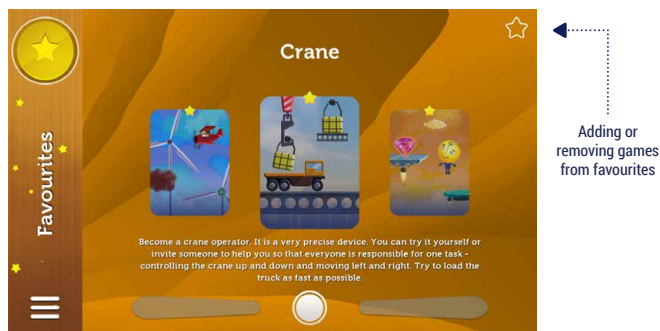 Crane
Favourites
Become a crane operator. It is a very precise device. You can try it yourself or
invite someone to help you so that everyone is responsible for one task -
controlling the crane up and down and moving left and right. Try to load the
truck as fast as possible.
Adding or
removing games
from favourites